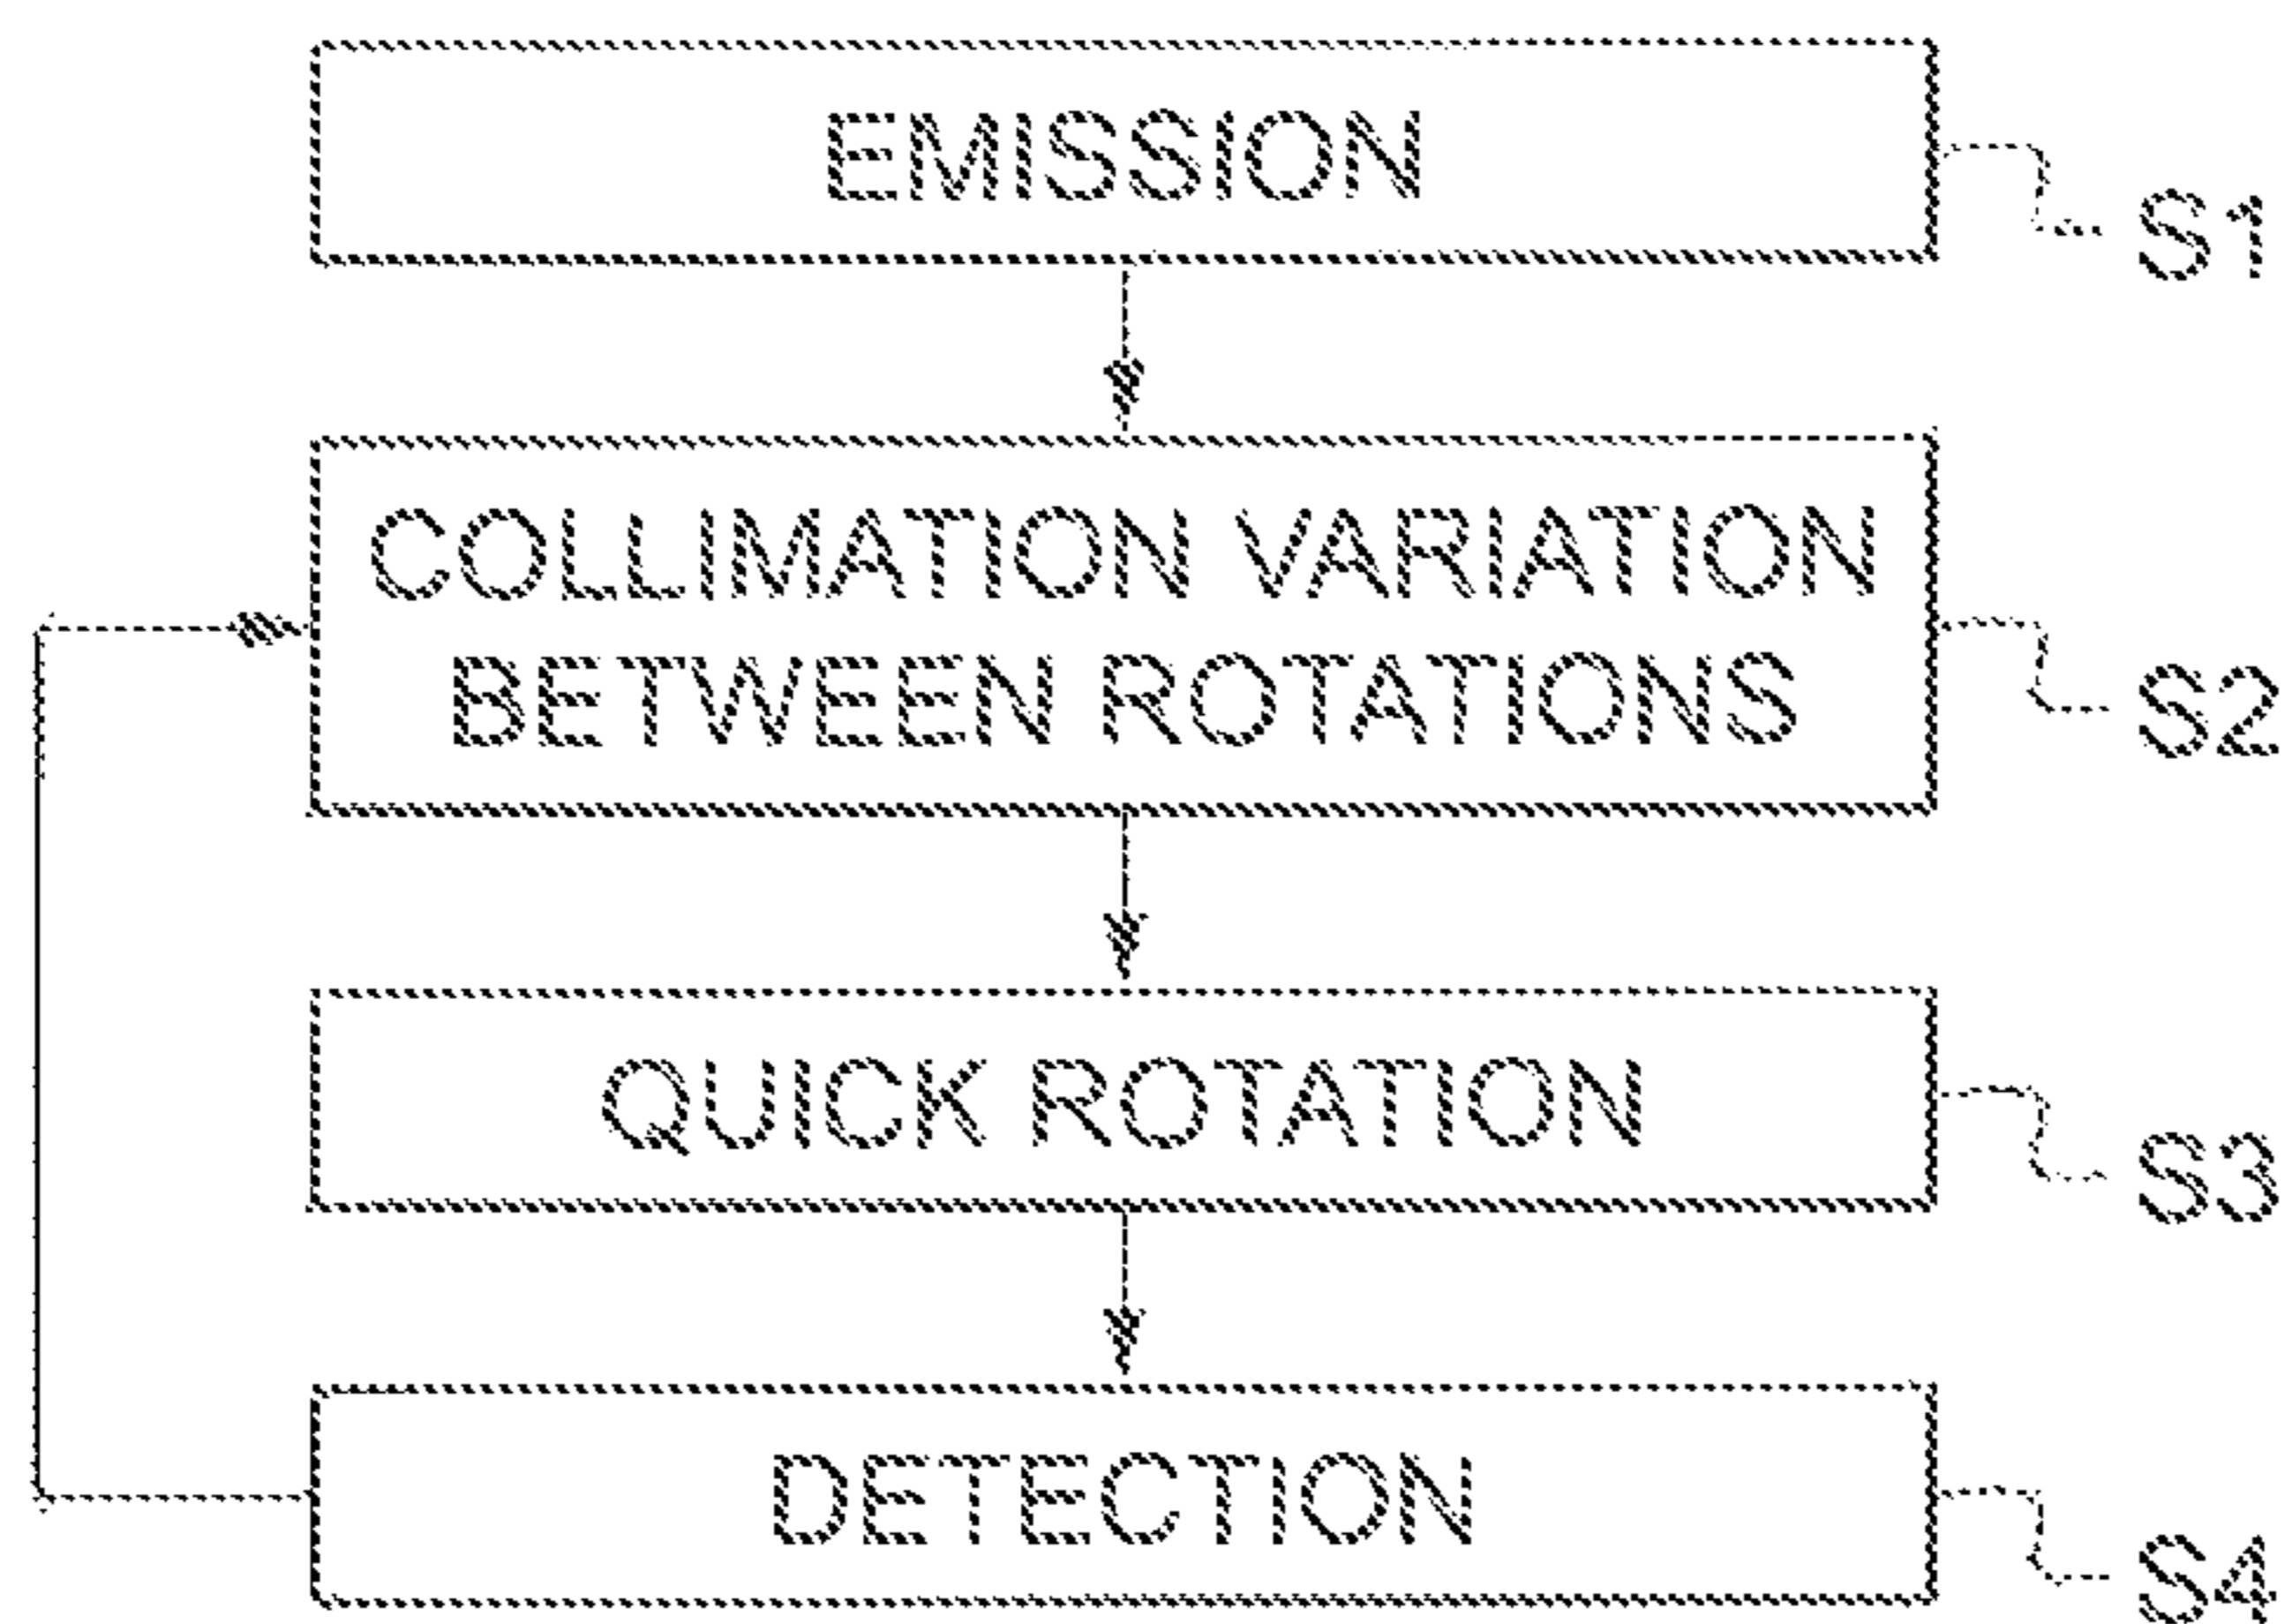 EMISSION
S1
COLLIMATION VARIATION
BETWEEN ROTATIONS
S2
QUICK ROTATION
S3
DETECTION
S4